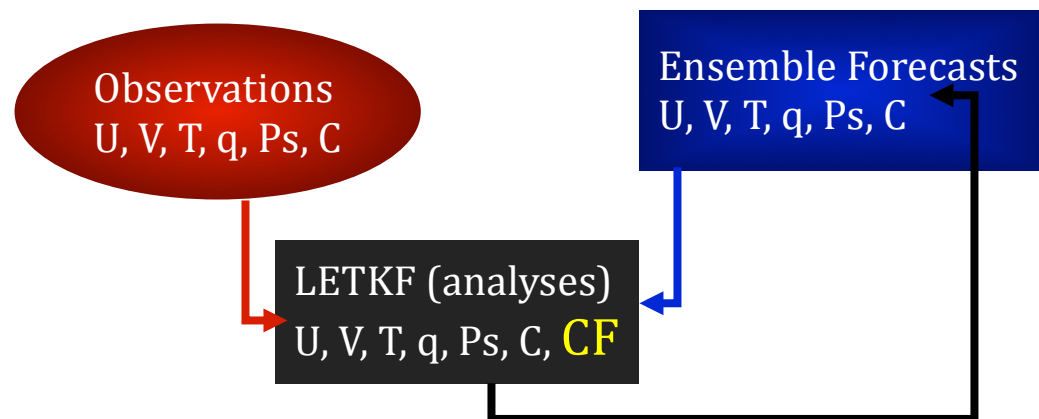 Observations
U, V, T, q, Ps, C
Ensemble Forecasts
U, V, T, q, Ps, C
LETKF (analyses)
U, V, T, q, Ps, C, CF